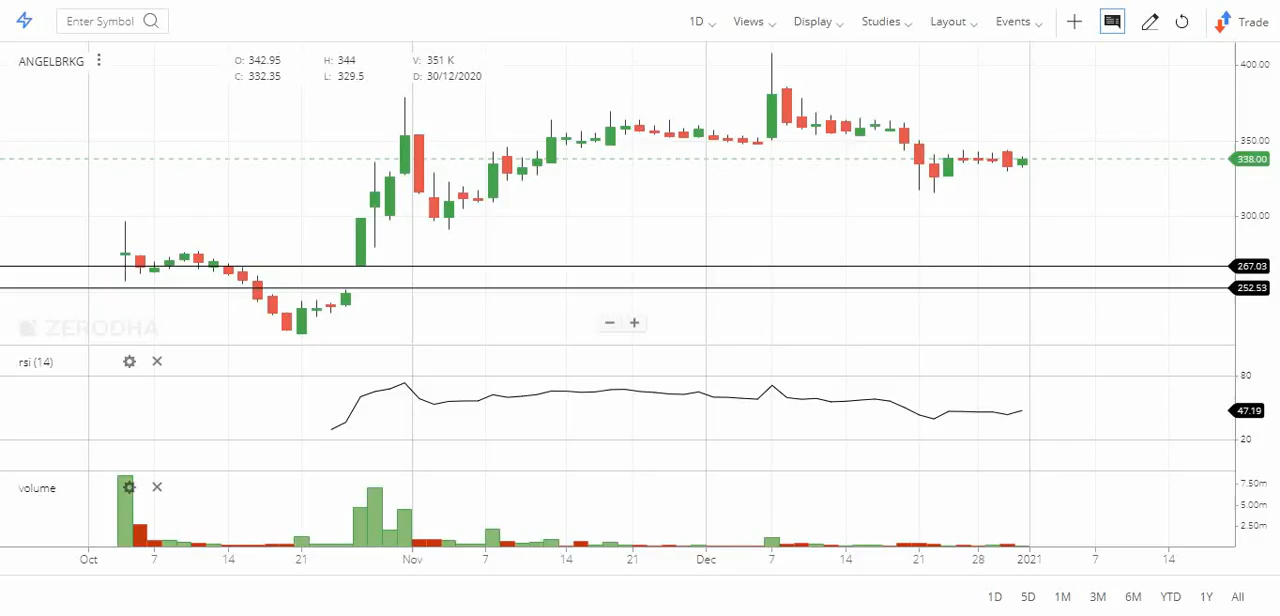 Enter Symbol 1D Views Display Studies Layout Events Trade
ANGELBRKG O: 342.95 H: 344 V: 351 K
C: 332.35 L: 329.5 D: 30/12/2020
400.00
350.00
338.00
300.00
267.03
252.53
ZERODHA
rsi (14)
80
47.19
20
volume
7.50m
5.00m
2.50m
Oct 7 14 21 Nov 7 14 21 Dec 7 14 21 28 2021 7 14
1D 5D 1M 3M 6M YTD 1Y All